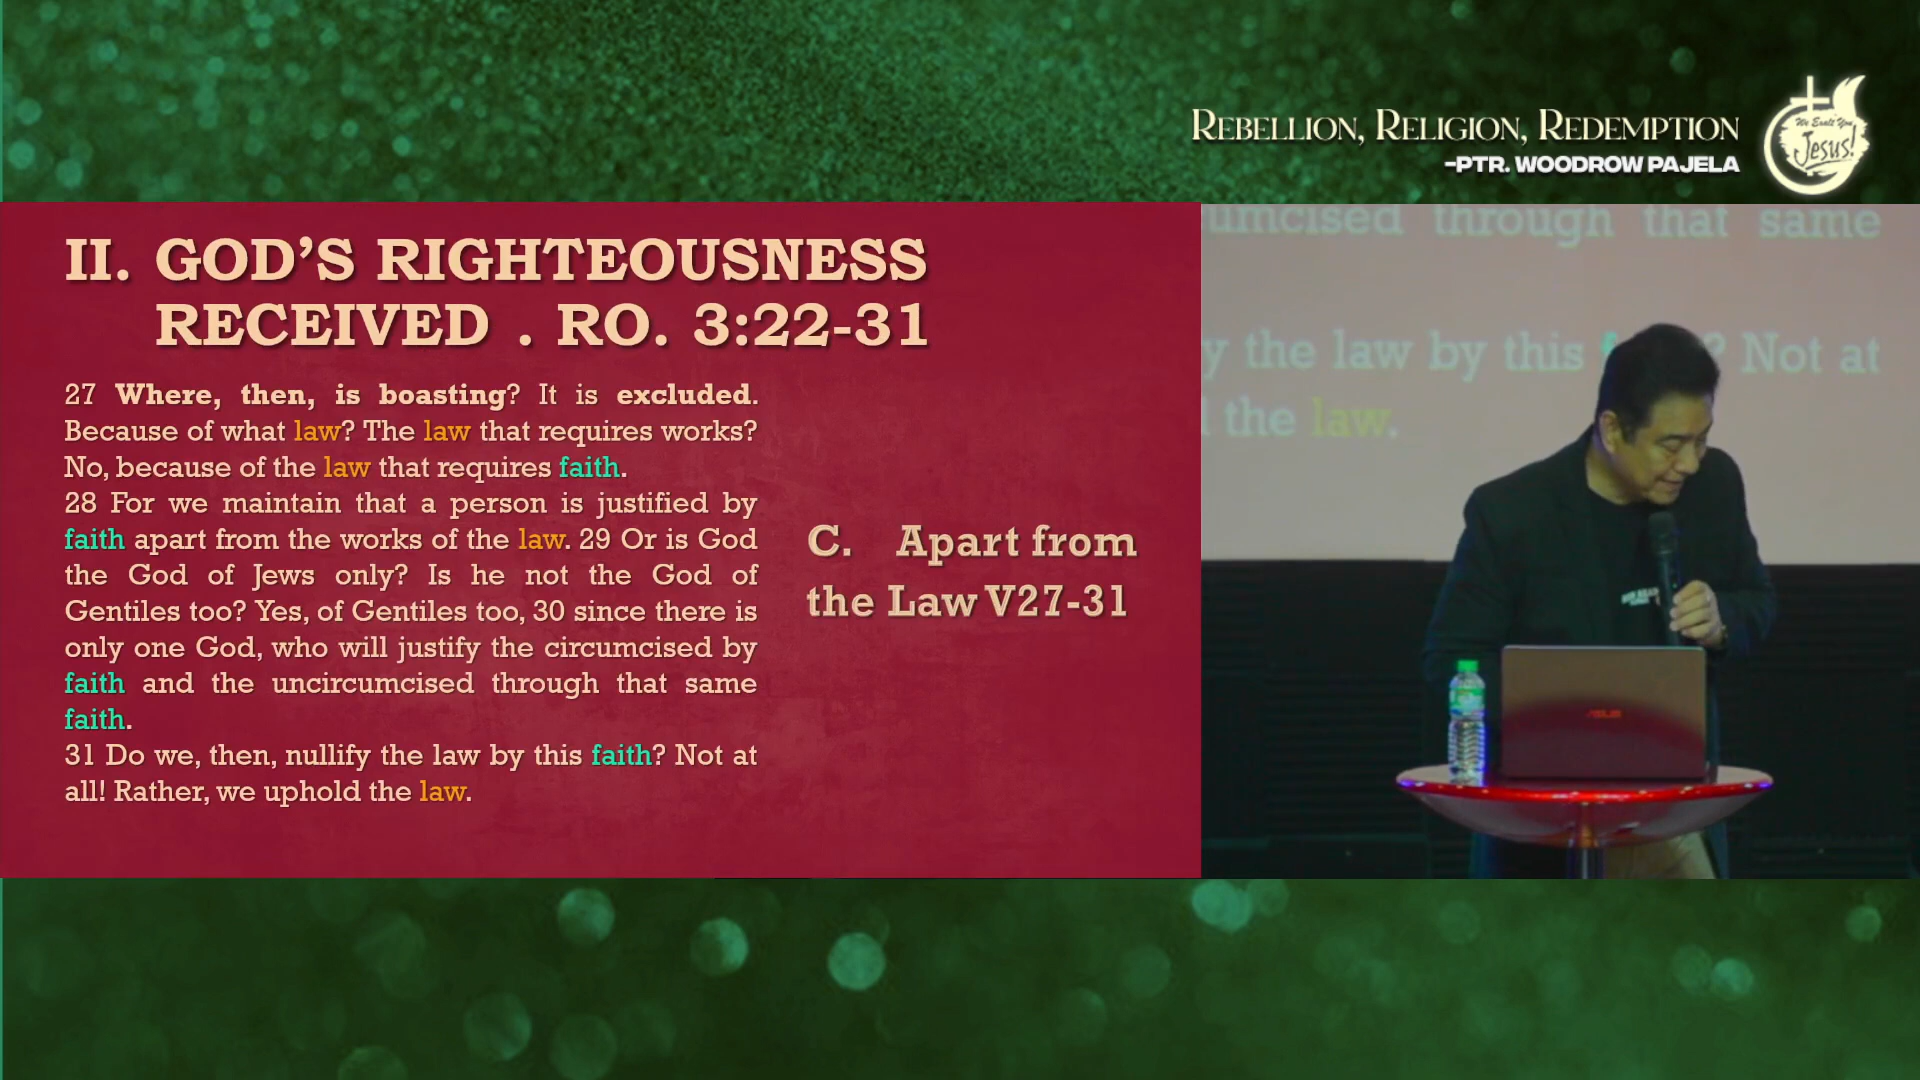 REBELLION, RELIGION, REDEMPTION
-PTR. WOODROW PAJELA
We Exalt You
Jesus!
II. GOD'S RIGHTEOUSNESS
RECEIVED . RO. 3:22-31
27 Where, then, is boasting? It is excluded.
Because of what law? The law that requires works?
No, because of the law that requires faith.
28 For we maintain that a person is justified by
faith apart from the works of the law. 29 Or is God
the God of Jews only? Is he not the God of
Gentiles too? Yes, of Gentiles too, 30 since there is
only one God, who will justify the circumcised by
faith and the uncircumcised through that same
faith.
31 Do we, then, nullify the law by this faith? Not at
all! Rather, we uphold the law.
C. Apart from
the Law V27-31
umcised through that same
y the law by this f ? Not at
the law.
ASUS